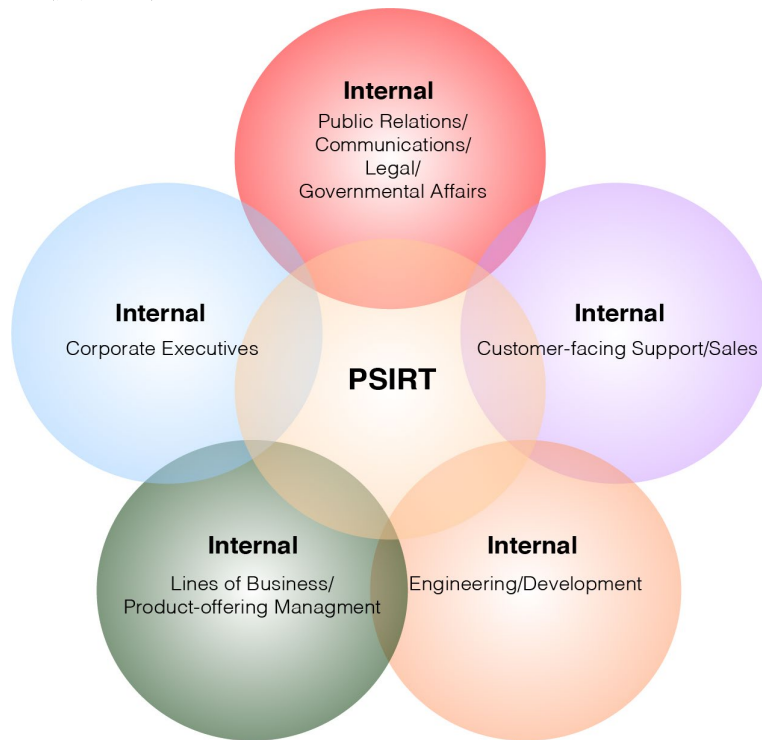 Internal
Public Relations/
Communications/
Legal/
Governmental Affairs
Internal
Corporate Executives
Internal
Customer-facing Support/Sales
PSIRT
Internal
Lines of Business/
Product-offering Managment
Internal
Engineering/Development